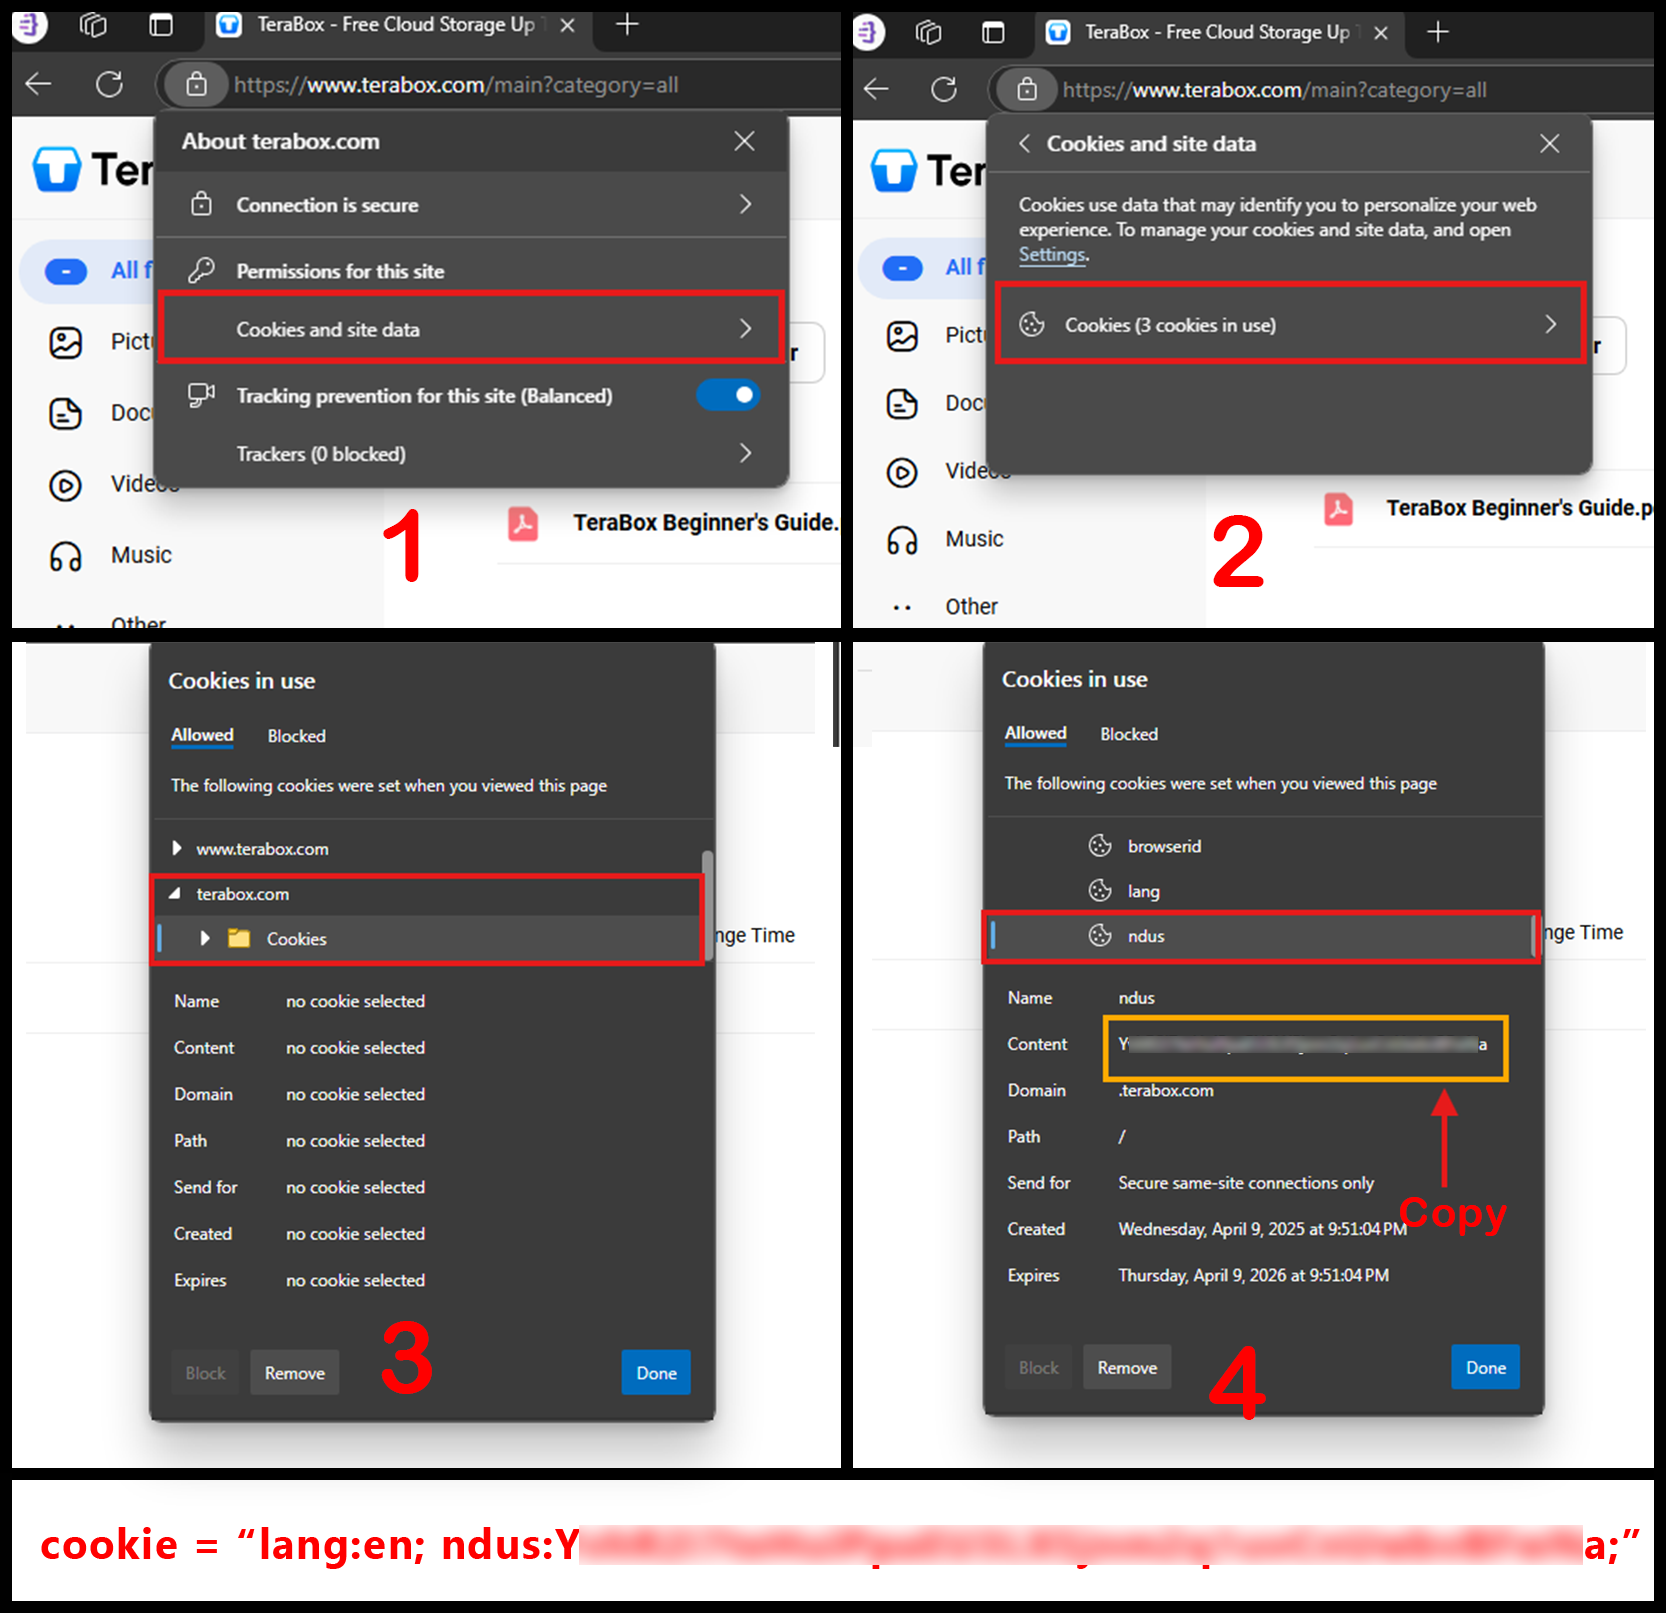 TeraBox - Free Cloud Storage Up
https://www.terabox.com/main?category=all
About terabox.com
Ter
Connection is secure
Permissions for this site
All f
Cookies and site data
Pict
r
Tracking prevention for this site (Balanced)
Docu
Trackers (0 blocked)
Videos
TeraBox Beginner's Guide.
Music
Other
1
TeraBox - Free Cloud Storage Up
https://www.terabox.com/main?category=all
Cookies and site data
Ter
Cookies use data that may identify you to personalize your web
experience. To manage your cookies and site data, and open
Settings.
All f
Cookies (3 cookies in use)
Pictu
r
Docu
Videos
TeraBox Beginner's Guide.p
Music
Other
2
Cookies in use
Allowed Blocked
The following cookies were set when you viewed this page
www.terabox.com
terabox.com
Cookies
nge Time
Name no cookie selected
Content no cookie selected
Domain no cookie selected
Path no cookie selected
Send for no cookie selected
Created no cookie selected
Expires no cookie selected
3
Block Remove Done
Cookies in use
Allowed Blocked
The following cookies were set when you viewed this page
browserid
lang
ndus
nge Time
Name ndus
Content Y a
Domain .terabox.com
Path /
Send for Secure same-site connections only
Copy
Created Wednesday, April 9, 2025 at 9:51:04 PM
Expires Thursday, April 9, 2026 at 9:51:04 PM
4
Block Remove Done
cookie = “lang:en; ndus:Y a;”